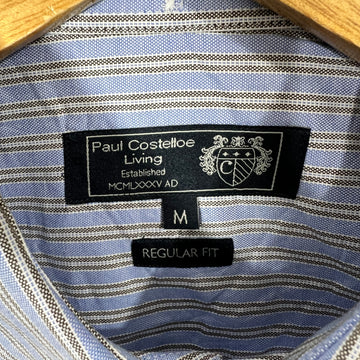 Paul Costelloe
Living
Established
MCMLXXXV AD
C
M
REGULAR FIT